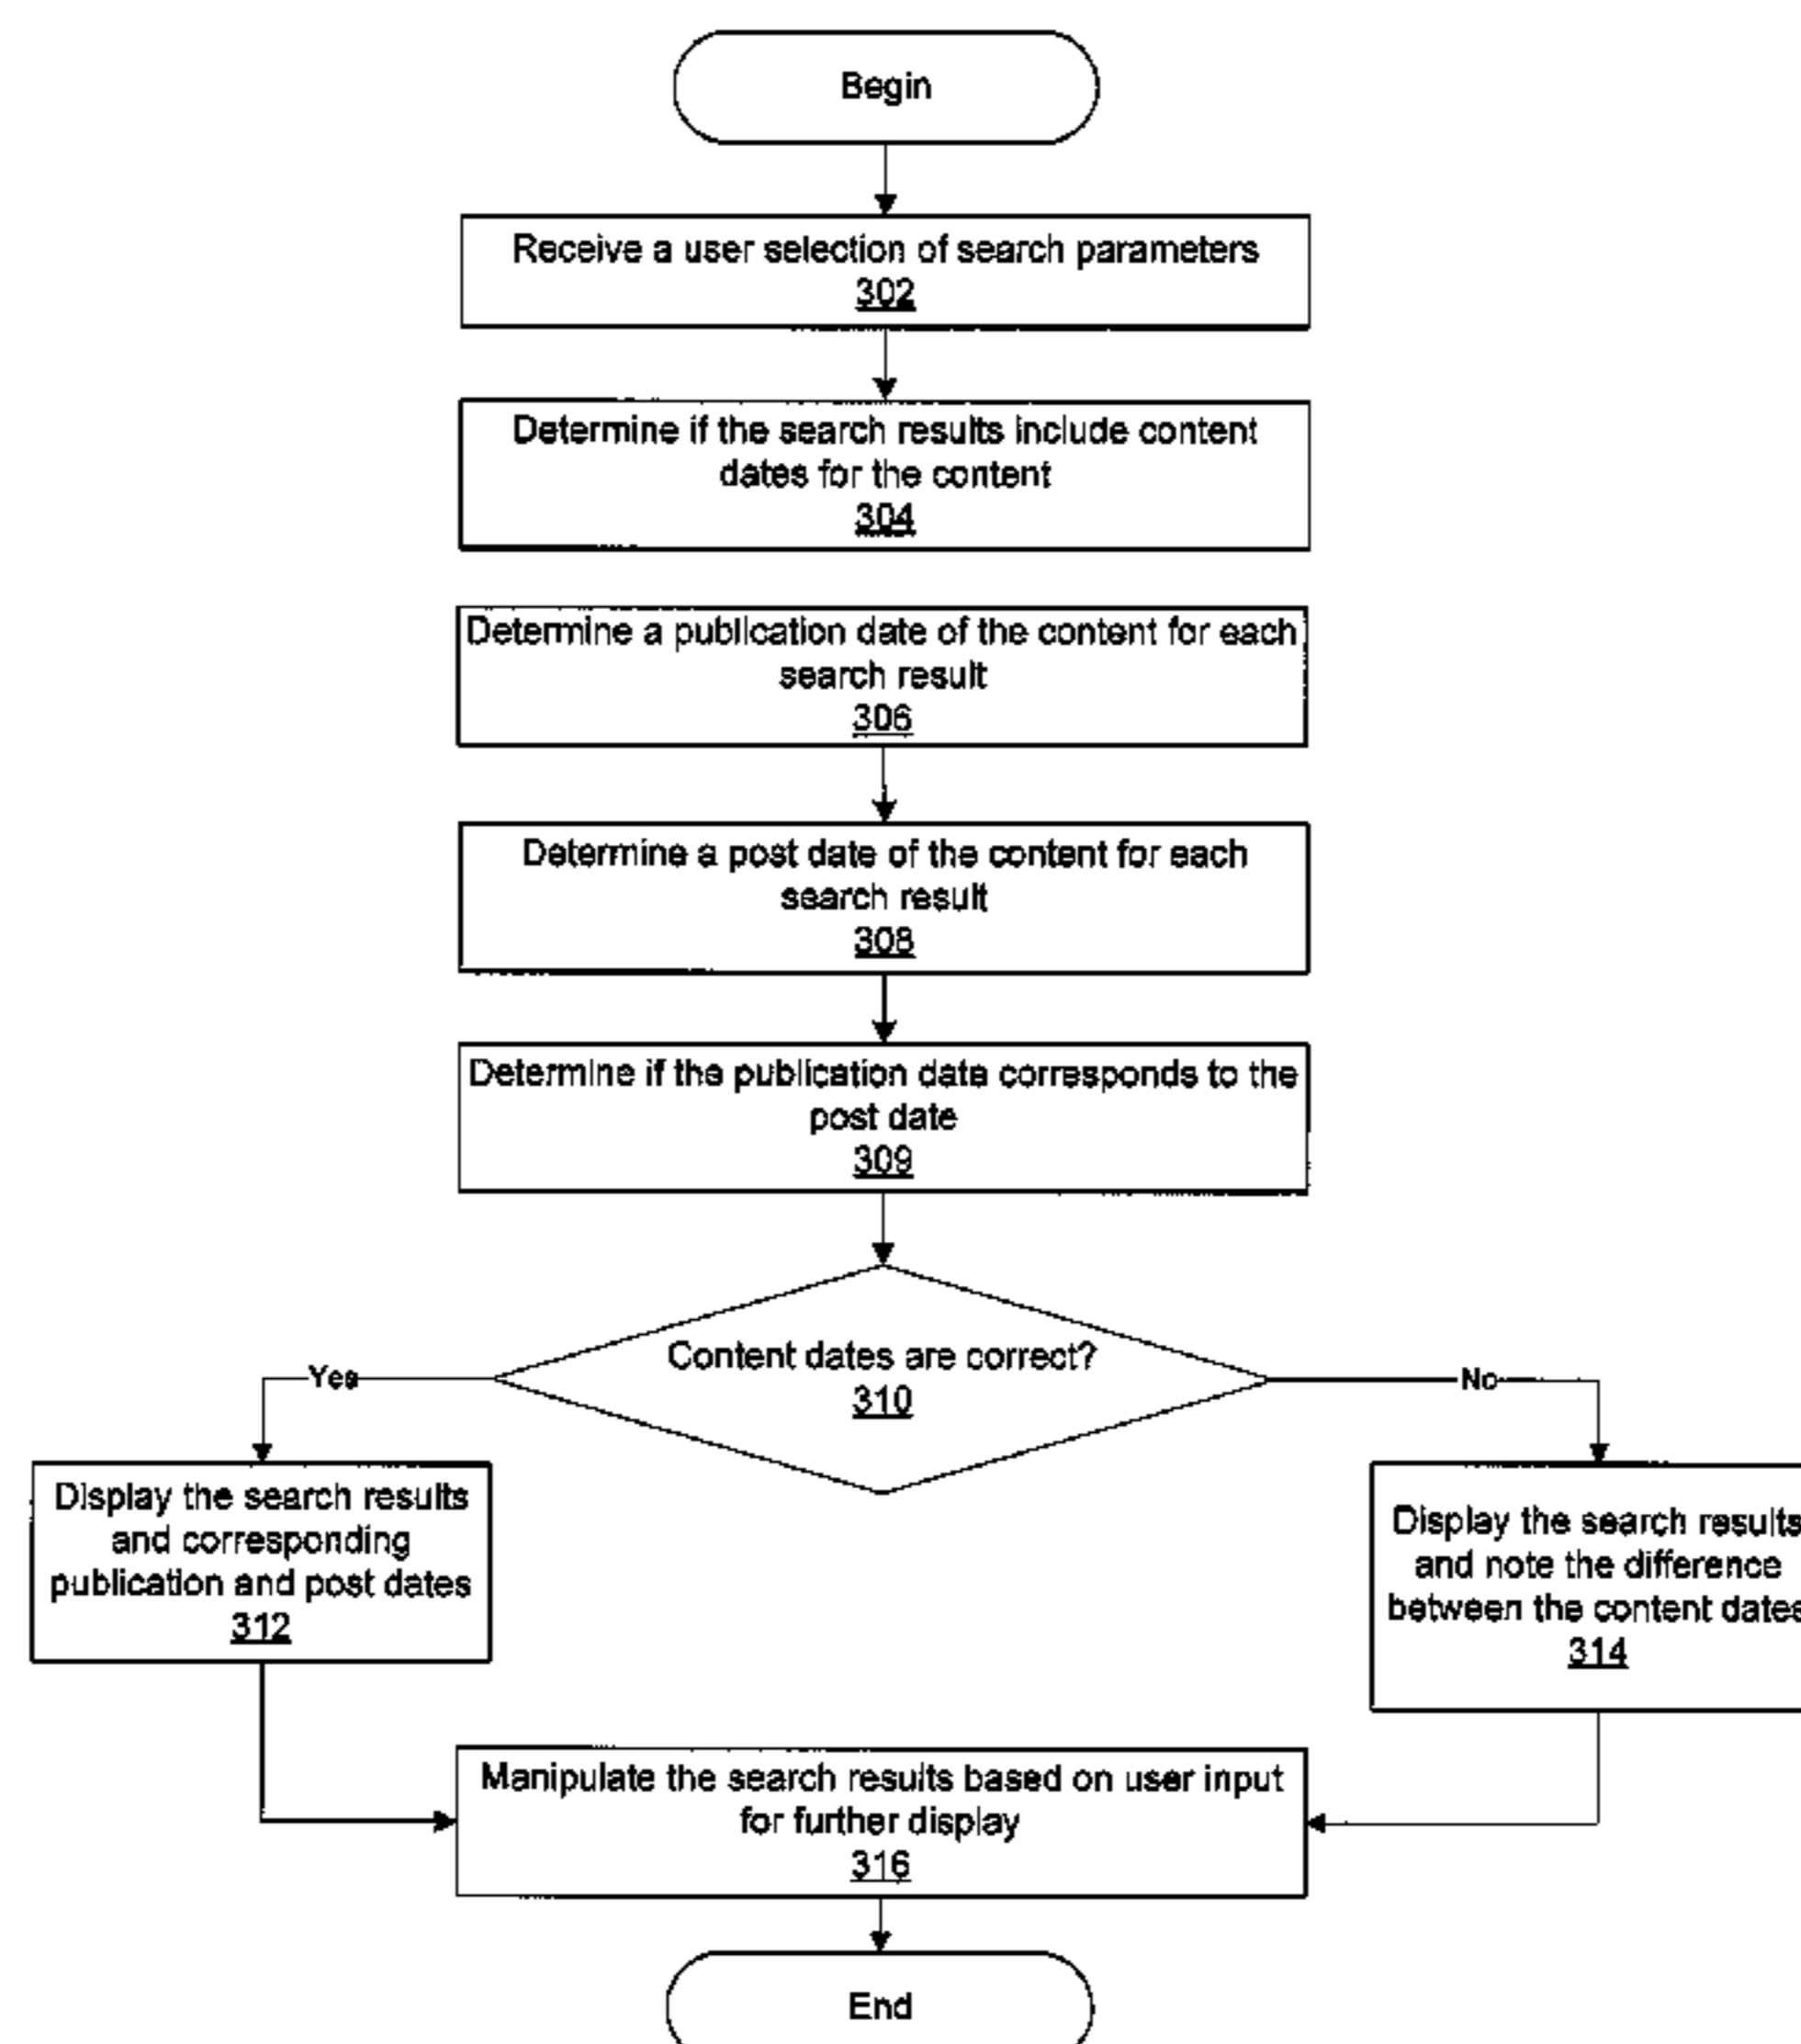 Begin
Receive a user selection of search parameters
302
Determine if the search results include content
dates for the content
304
Determine a publication date of the content for each
search result
306
Determine a post date of the content for each
search result
308
Determine if the publication date corresponds to the
post date
309
Content dates are correct?
310
Yes
No
Display the search results
and corresponding
publication and post dates
312
Display the search results
and note the difference
between the content dates
314
Manipulate the search results based on user input
for further display
316
End